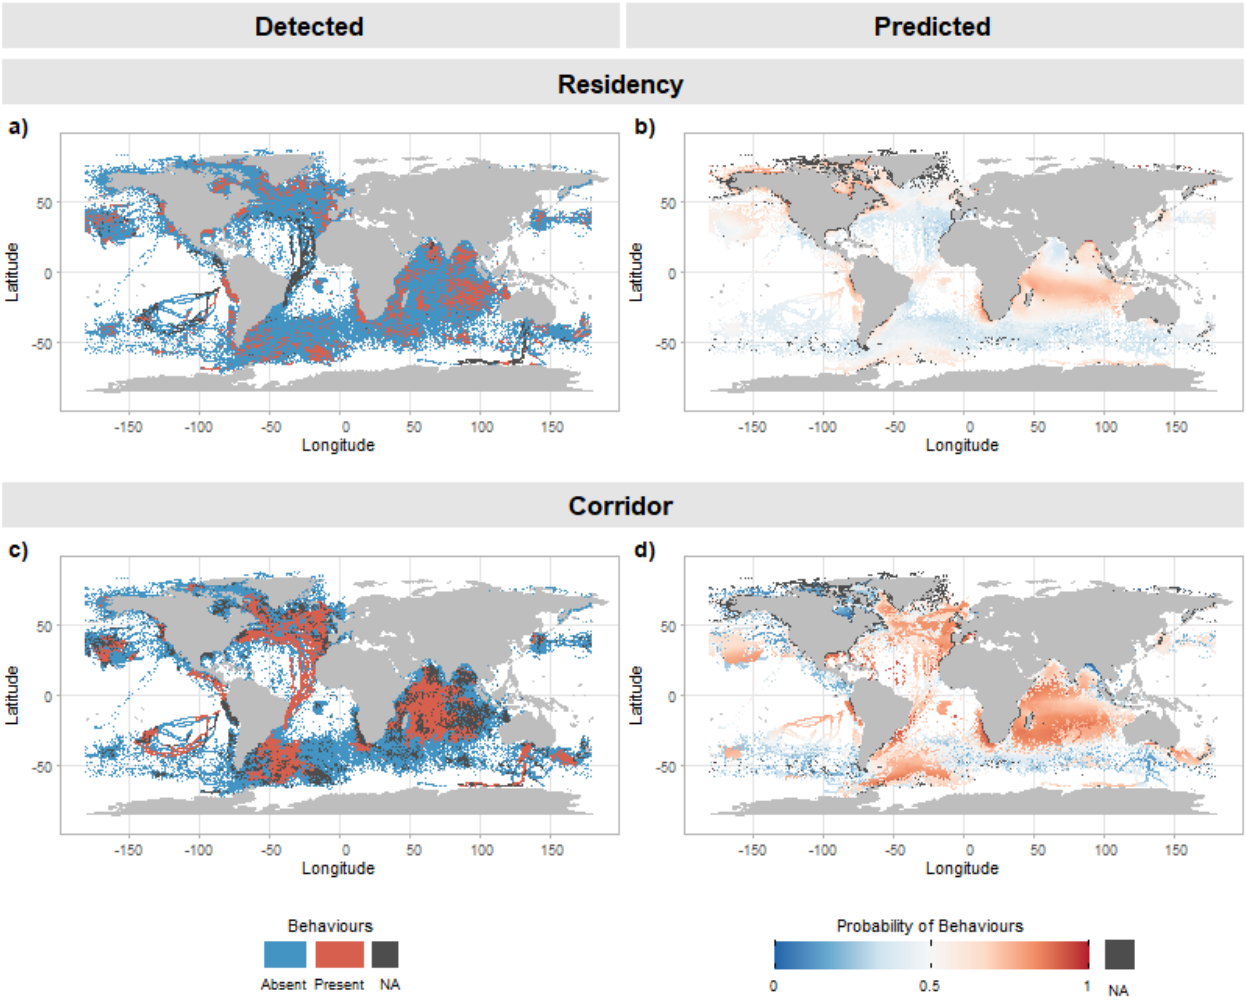 Detected Predicted
Residency
a) b)
50 50
0 0
-50 -50
Latitude Latitude
-150 -100 -50 0 50 100 150 -150 -100 -50 0 50 100 150
Longitude Longitude
Corridor
c) d)
50 50
0 0
-50 -50
Latitude Latitude
-150 -100 -50 0 50 100 150 -150 -100 -50 0 50 100 150
Longitude Longitude
Behaviours Probability of Behaviours
Absent Present NA 0 0.5 1 NA